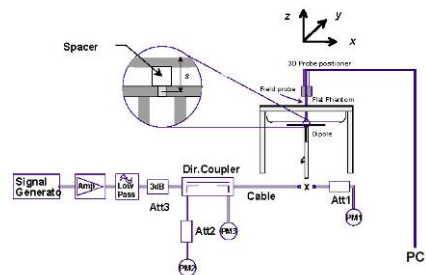 z
y
x
Spacer
s
3D Probe positioner
Field probe
Flat Phantom
Dipole
Signal
Generato
Amp
Low
Pass
3dB
Att3
Dir.Coupler
Cable
x
Att1
PM1
Att2
PM3
PM2
PC